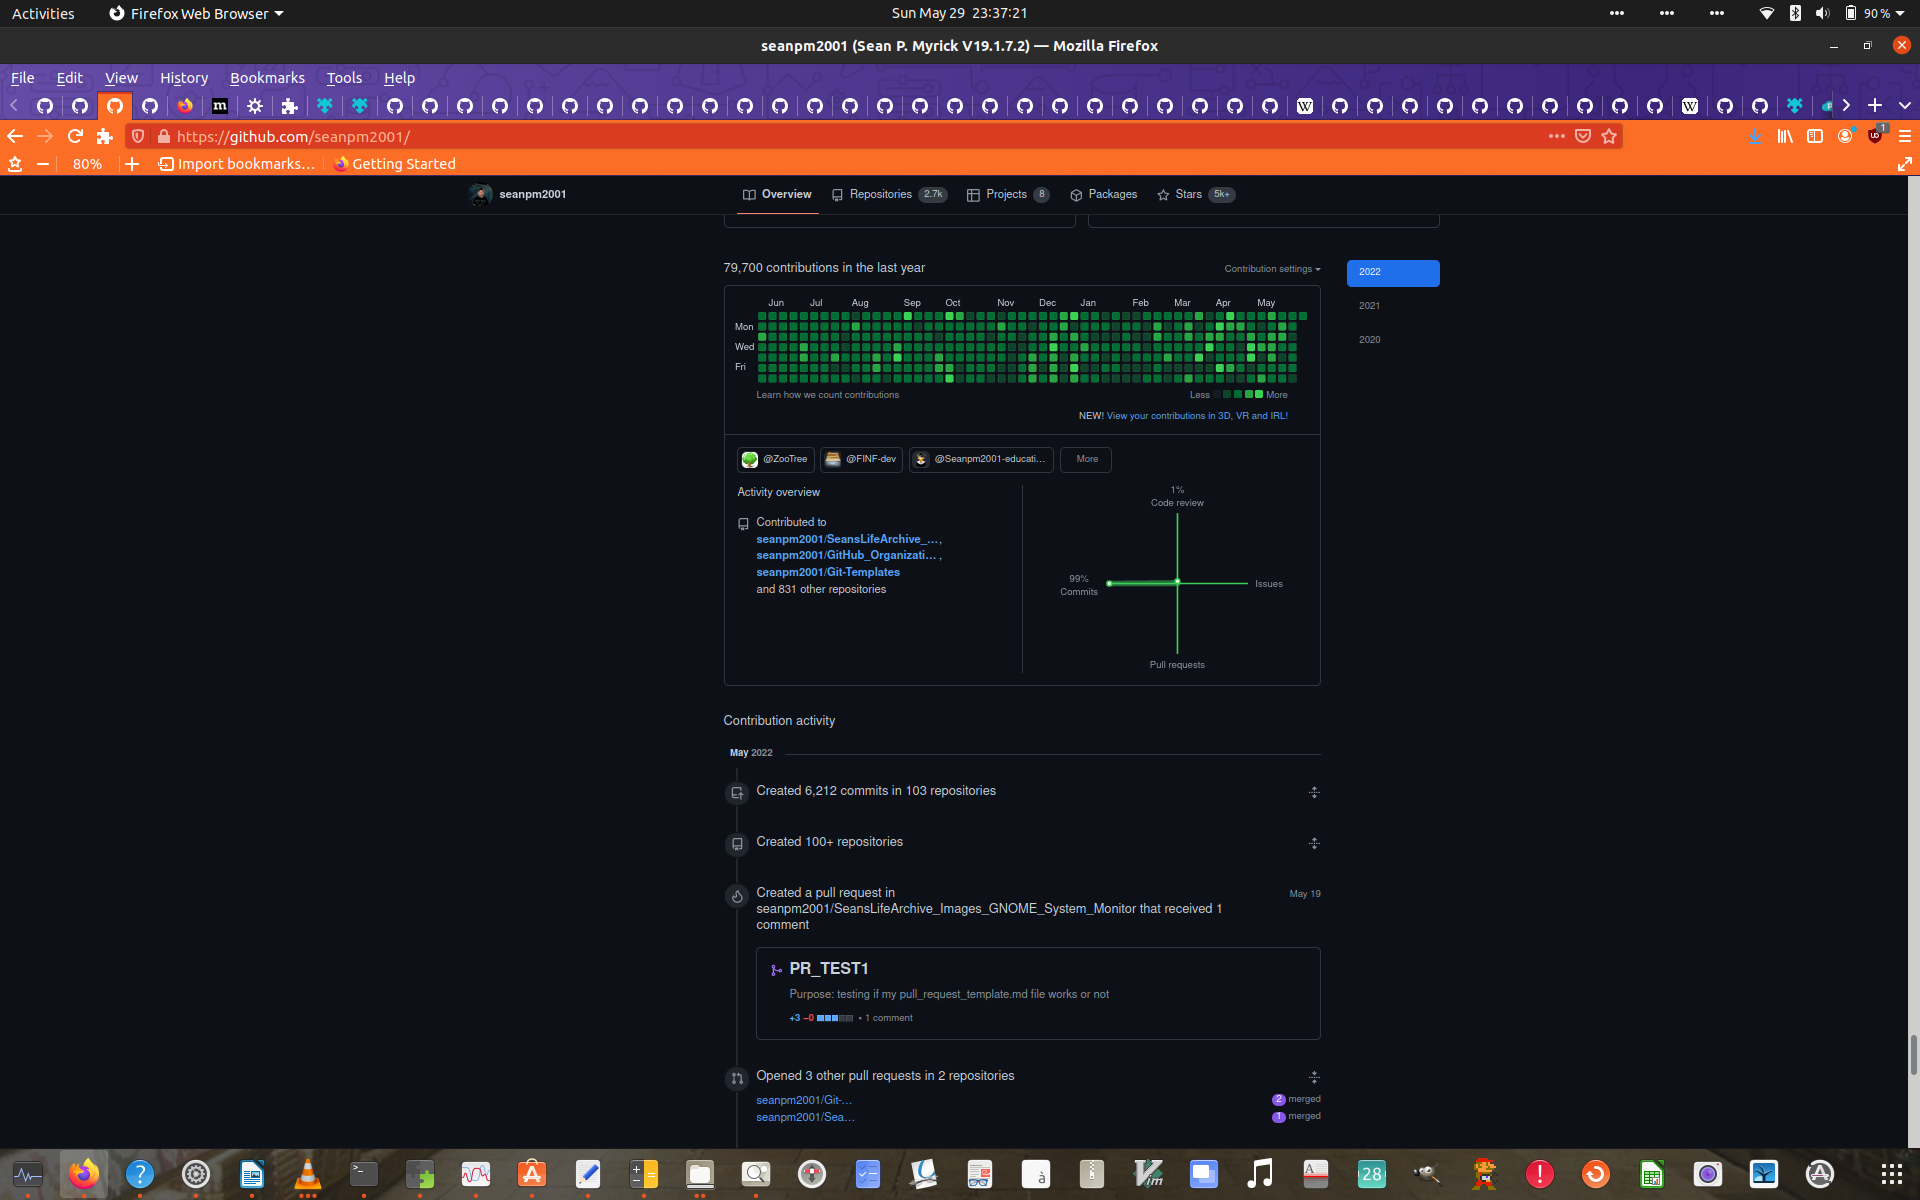 Activities
Firefox Web Browser
Sun May 29 23:37:21
90 %
seanpm2001 (Sean P. Myrick V19.1.7.2) — Mozilla Firefox
File Edit View History Bookmarks Tools Help
https://github.com/seanpm2001/
1
80%
Import bookmarks...
Getting Started
seanpm2001
Overview
Repositories 2.7k
Projects 8
Packages
Stars 5k+
79,700 contributions in the last year
Contribution settings
2022
2021
2020
Jun Jul Aug Sep Oct Nov Dec Jan Feb Mar Apr May
Mon
Wed
Fri
Learn how we count contributions
Less More
NEW! View your contributions in 3D, VR and IRL!
@ZooTree
@FINF-dev
@Seanpm2001-educati...
More
Activity overview
Contributed to
seanpm2001/SeansLifeArchive_...,
seanpm2001/GitHub_Organizati... ,
seanpm2001/Git-Templates
and 831 other repositories
1%
Code review
99%
Commits
Issues
Pull requests
Contribution activity
May 2022
Created 6,212 commits in 103 repositories
Created 100+ repositories
Created a pull request in
seanpm2001/SeansLifeArchive_Images_GNOME_System_Monitor that received 1
comment
May 19
PR_TEST1
Purpose: testing if my pull_request_template.md file works or not
+3 −0 • 1 comment
Opened 3 other pull requests in 2 repositories
seanpm2001/Git-...
2 merged
seanpm2001/Sea...
1 merged
28